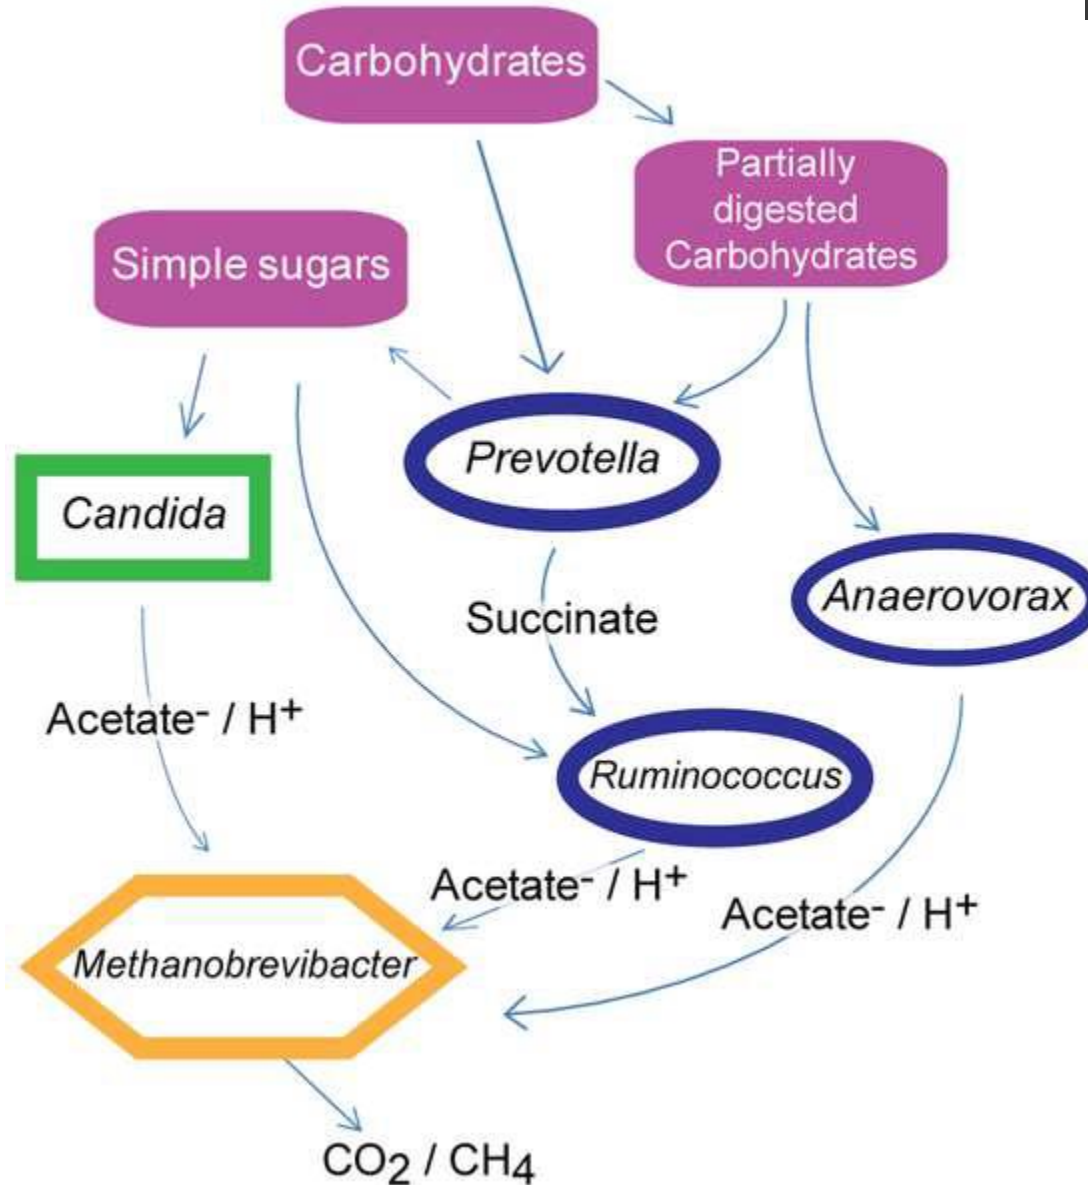 Carbohydrates
Partially
digested
Carbohydrates
Simple sugars
Prevotella
Candida
Anaerovorax
Succinate
Acetate⁻ / H⁺
Ruminococcus
Acetate⁻ / H⁺
Acetate⁻ / H⁺
Methanobrevibacter
CO₂ / CH₄